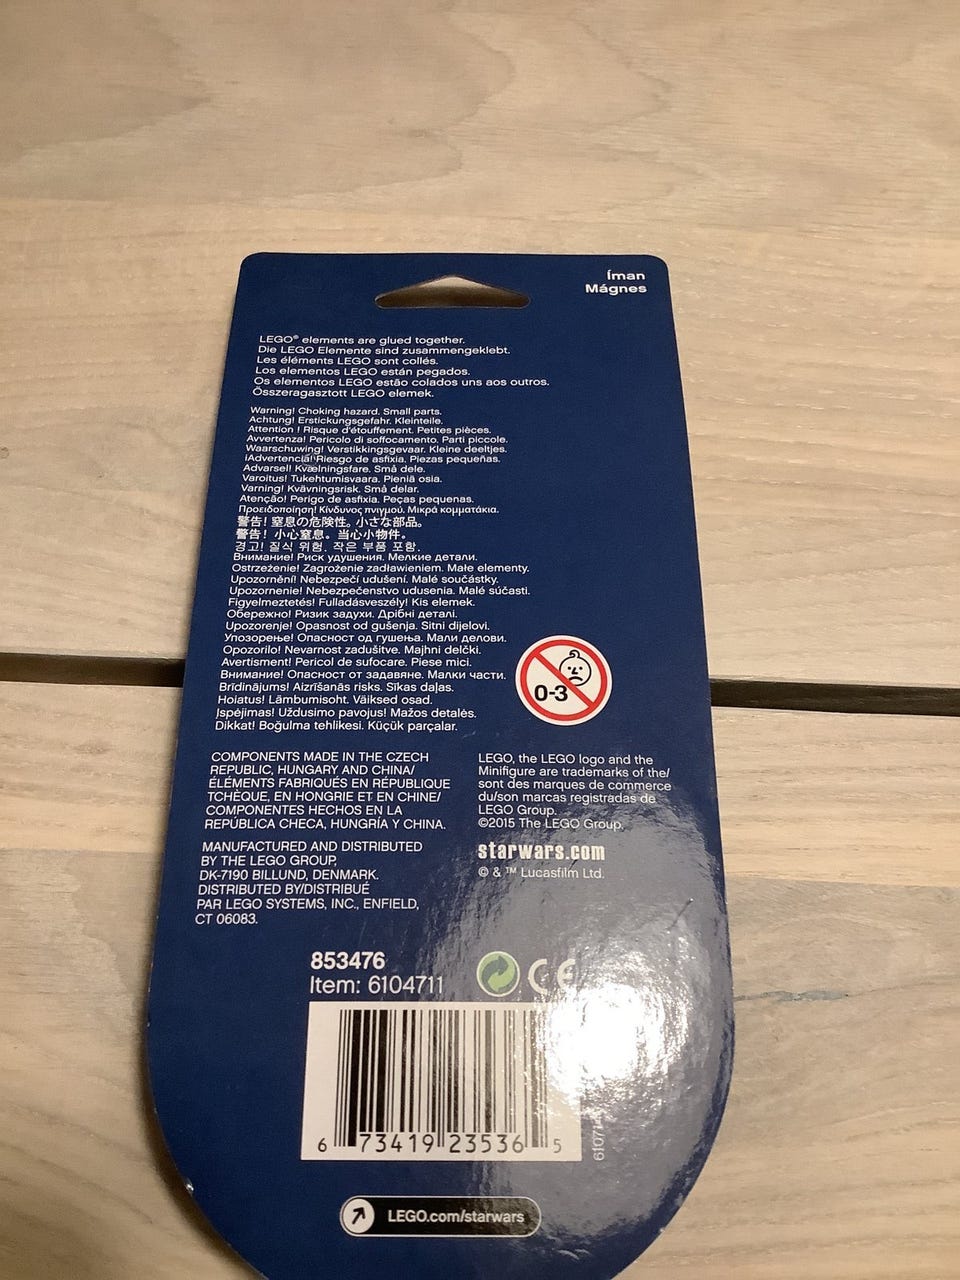 Íman
Mágnes
LEGO® elements are glued together.
Die LEGO Elemente sind zusammengeklebt.
Les éléments LEGO sont collés.
Los elementos LEGO están pegados.
Os elementos LEGO estão colados uns aos outros.
Összeragasztott LEGO elemek.
Warning! Choking hazard. Small parts.
Achtung! Erstickungsgefahr. Kleinteile.
Attention ! Risque d'étouffement. Petites pièces.
Avvertenza! Pericolo di soffocamento. Parti piccole.
Waarschuwing! Verstikkingsgevaar. Kleine deeltjes.
¡Advertencia! Riesgo de asfixia. Piezas pequeñas.
Advarsel! Kvælningsfare. Små dele.
Varoitus! Tukehtumisvaara. Pieniä osia.
Varning! Kvävningsrisk. Små delar.
Atenção! Perigo de asfixia. Peças pequenas.
Προειδοποίηση! Κίνδυνος πνιγμού. Μικρά κομματάκια.
警告! 窒息の危険性。小さな部品。
警告! 小心窒息。当心小物件。
경고! 질식 위험. 작은 부품 포함.
Внимание! Риск удушения. Мелкие детали.
Ostrzeżenie! Zagrożenie zadławieniem. Małe elementy.
Upozornění! Nebezpečí udušení. Malé součástky.
Upozornenie! Nebezpečenstvo udusenia. Malé súčasti.
Figyelmeztetés! Fulladásveszély! Kis elemek.
Обережно! Ризик задухи. Дрібні деталі.
Upozorenje! Opasnost od gušenja. Sitni dijelovi.
Упозорење! Опасност од гушења. Мали делови.
Opozorilo! Nevarnost zadušitve. Majhni delčki.
Avertisment! Pericol de sufocare. Piese mici.
Внимание! Опасност от задавяне. Малки части.
Brīdinājums! Aizrīšanās risks. Sīkas daļas.
Hoiatus! Lämbumisoht. Väiksed osad.
Įspėjimas! Uždusimo pavojus! Mažos detalės.
Dikkat! Boğulma tehlikesi. Küçük parçalar.
0-3
COMPONENTS MADE IN THE CZECH
REPUBLIC, HUNGARY AND CHINA/
ÉLÉMENTS FABRIQUÉS EN RÉPUBLIQUE
TCHÈQUE, EN HONGRIE ET EN CHINE/
COMPONENTES HECHOS EN LA
REPÚBLICA CHECA, HUNGRÍA Y CHINA.
MANUFACTURED AND DISTRIBUTED
BY THE LEGO GROUP,
DK-7190 BILLUND, DENMARK.
DISTRIBUTED BY/DISTRIBUÉ
PAR LEGO SYSTEMS, INC., ENFIELD,
CT 06083.
LEGO, the LEGO logo and the
Minifigure are trademarks of the/
sont des marques de commerce
du/son marcas registradas de
LEGO Group.
©2015 The LEGO Group.
starwars.com
© & ™ Lucasfilm Ltd.
853476
Item: 6104711
CE
6 73419 23536 5
LEGO.com/starwars